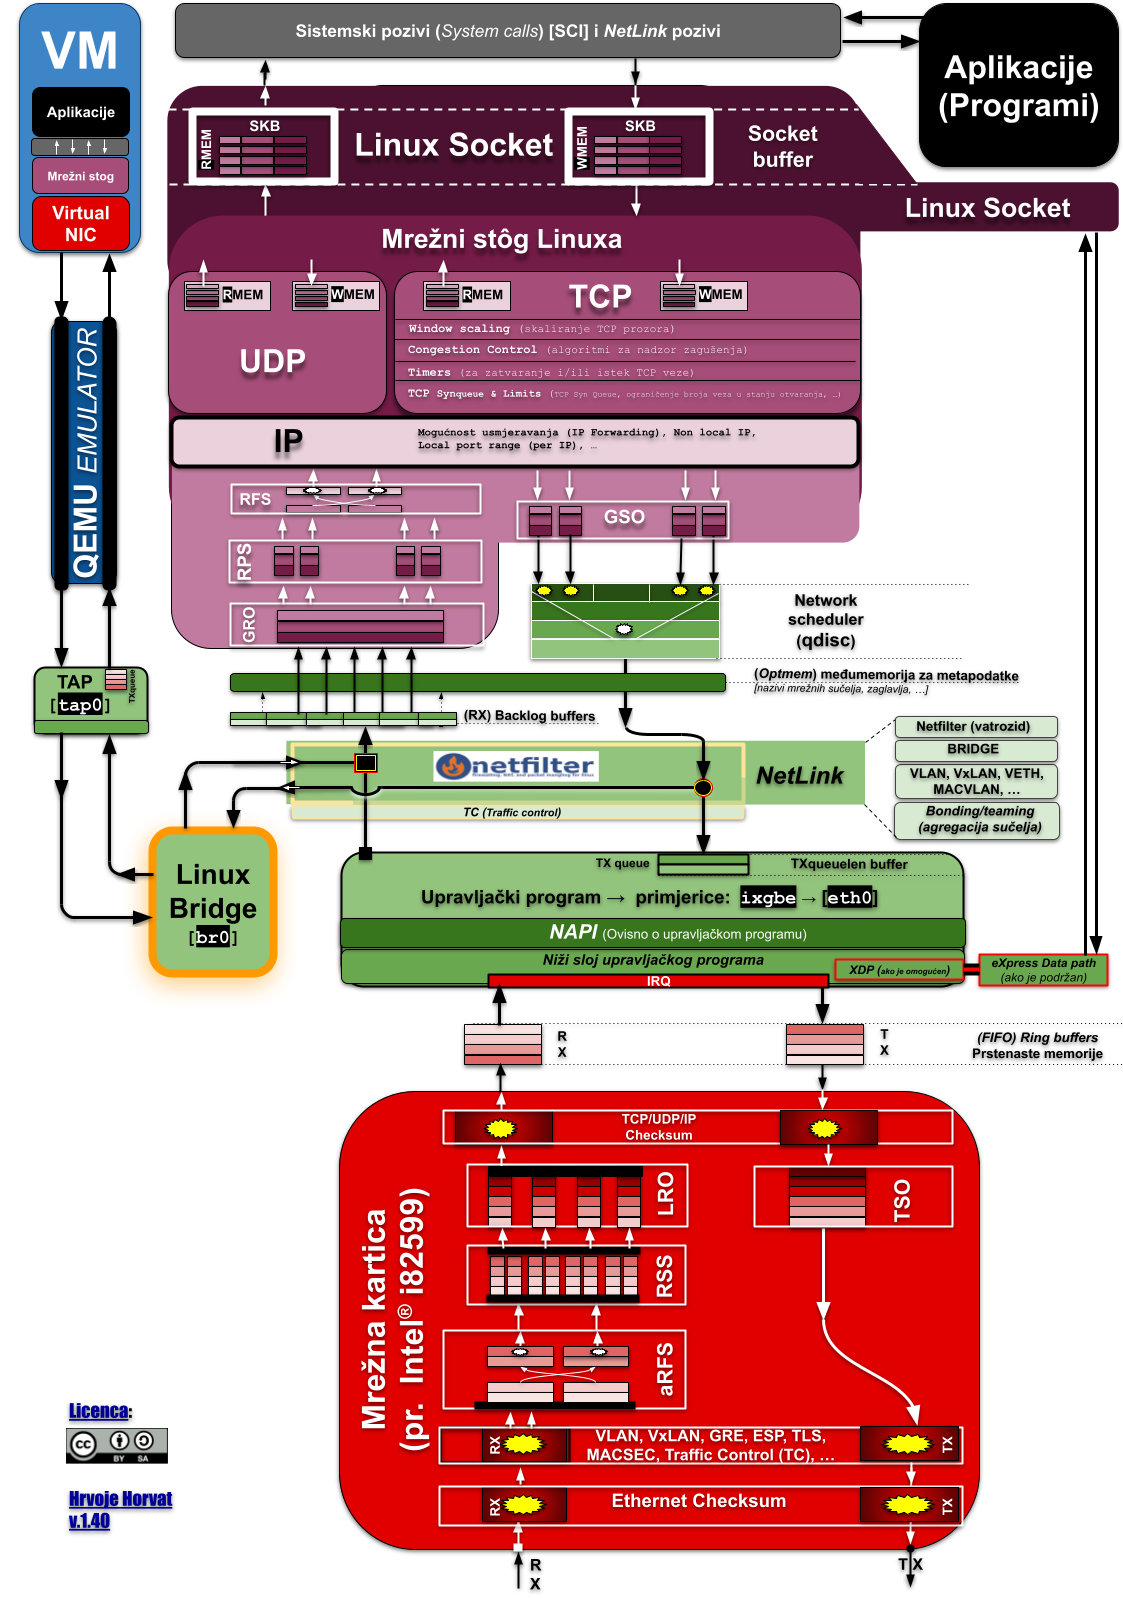 VM
Aplikacije
Mrežni stog
Virtual
NIC
Sistemski pozivi (System calls) [SCI] i NetLink pozivi
Aplikacije
(Programi)
RMEM
SKB
Linux Socket
WMEM
SKB
Socket
buffer
Linux Socket
Mrežni stôg Linuxa
RMEM
WMEM
UDP
RMEM
TCP
WMEM
Window scaling (skaliranje TCP prozora)
Congestion Control (algoritmi za nadzor zagušenja)
Timers (za zatvaranje i/ili istek TCP veze)
TCP Synqueue & Limits (TCP Syn Queue, ograničenje broja veza u stanju otvaranja, …)
IP
Mogućnost usmjeravanja (IP Forwarding), Non local IP,
Local port range (per IP), …
RFS
GSO
RPS
GRO
Network
scheduler
(qdisc)
QEMU EMULATOR
TAP
[tap0]
TXqueue
(Optmem) međumemorija za metapodatke
[nazivi mrežnih sučelja, zaglavlja, …]
(RX) Backlog buffers
netfilter
firewalling, NAT, and packet mangling for linux
NetLink
TC (Traffic control)
Netfilter (vatrozid)
BRIDGE
VLAN, VxLAN, VETH,
MACVLAN, …
Bonding/teaming
(agregacija sučelja)
Linux
Bridge
[br0]
TX queue
TXqueuelen buffer
Upravljački program → primjerice: ixgbe → [eth0]
NAPI (Ovisno o upravljačkom programu)
Niži sloj upravljačkog programa
XDP (ako je omogućen)
eXpress Data path
(ako je podržan)
IRQ
R
X
T
X
(FIFO) Ring buffers
Prstenaste memorije
TCP/UDP/IP
Checksum
LRO
TSO
RSS
aRFS
Mrežna kartica
(pr. Intel® i82599)
RX
VLAN, VxLAN, GRE, ESP, TLS,
MACSEC, Traffic Control (TC), …
TX
RX
Ethernet Checksum
TX
R
X
T X
Licenca:
CC BY SA
Hrvoje Horvat
v.1.40